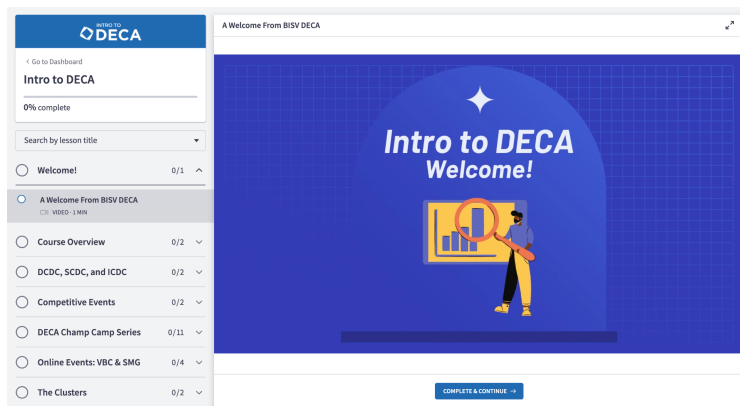 INTRO TO
DECA
< Go to Dashboard
Intro to DECA
0% complete
Search by lesson title
Welcome! 0/1
A Welcome From BISV DECA
VIDEO · 1 MIN
Course Overview 0/2
DCDC, SCDC, and ICDC 0/2
Competitive Events 0/2
DECA Champ Camp Series 0/11
Online Events: VBC & SMG 0/4
The Clusters 0/2
A Welcome From BISV DECA
Intro to DECA
Welcome!
COMPLETE & CONTINUE →